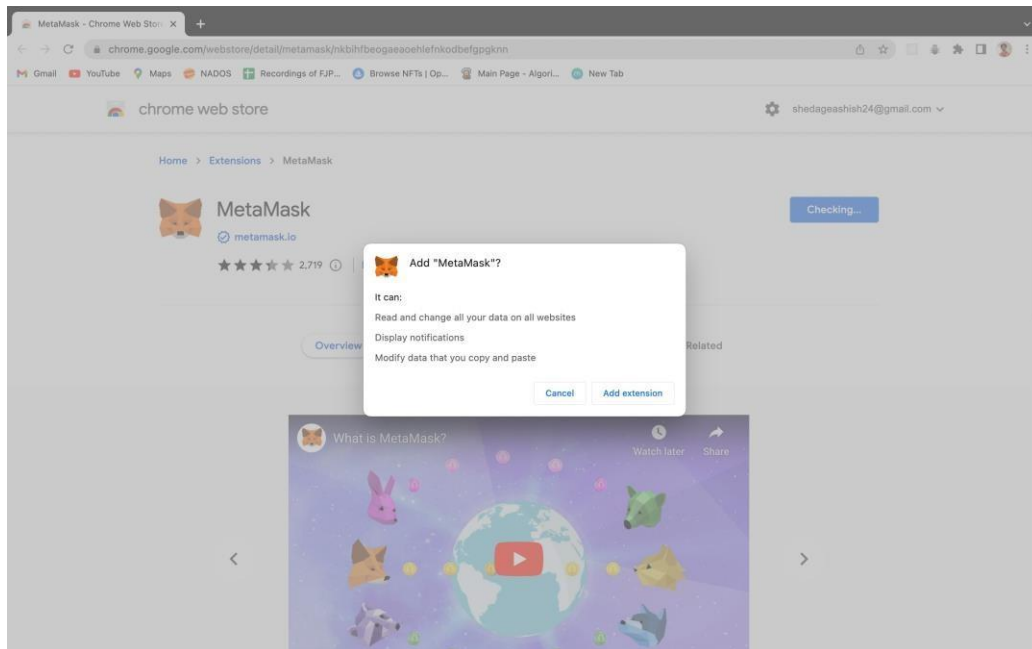 MetaMask - Chrome Web Stor
chrome.google.com/webstore/detail/metamask/nkbihfbeogaeaoehlefnkodbefgpgknn
Gmail YouTube Maps NADOS Recordings of FJP... Browse NFTs | Op... Main Page - Algori... New Tab
chrome web store shedageashish24@gmail.com
Home > Extensions > MetaMask
MetaMask
Checking...
metamask.io
2,719
Add "MetaMask"?
It can:
Read and change all your data on all websites
Display notifications
Modify data that you copy and paste
Cancel Add extension
Overview Related
What is MetaMask?
Watch later Share